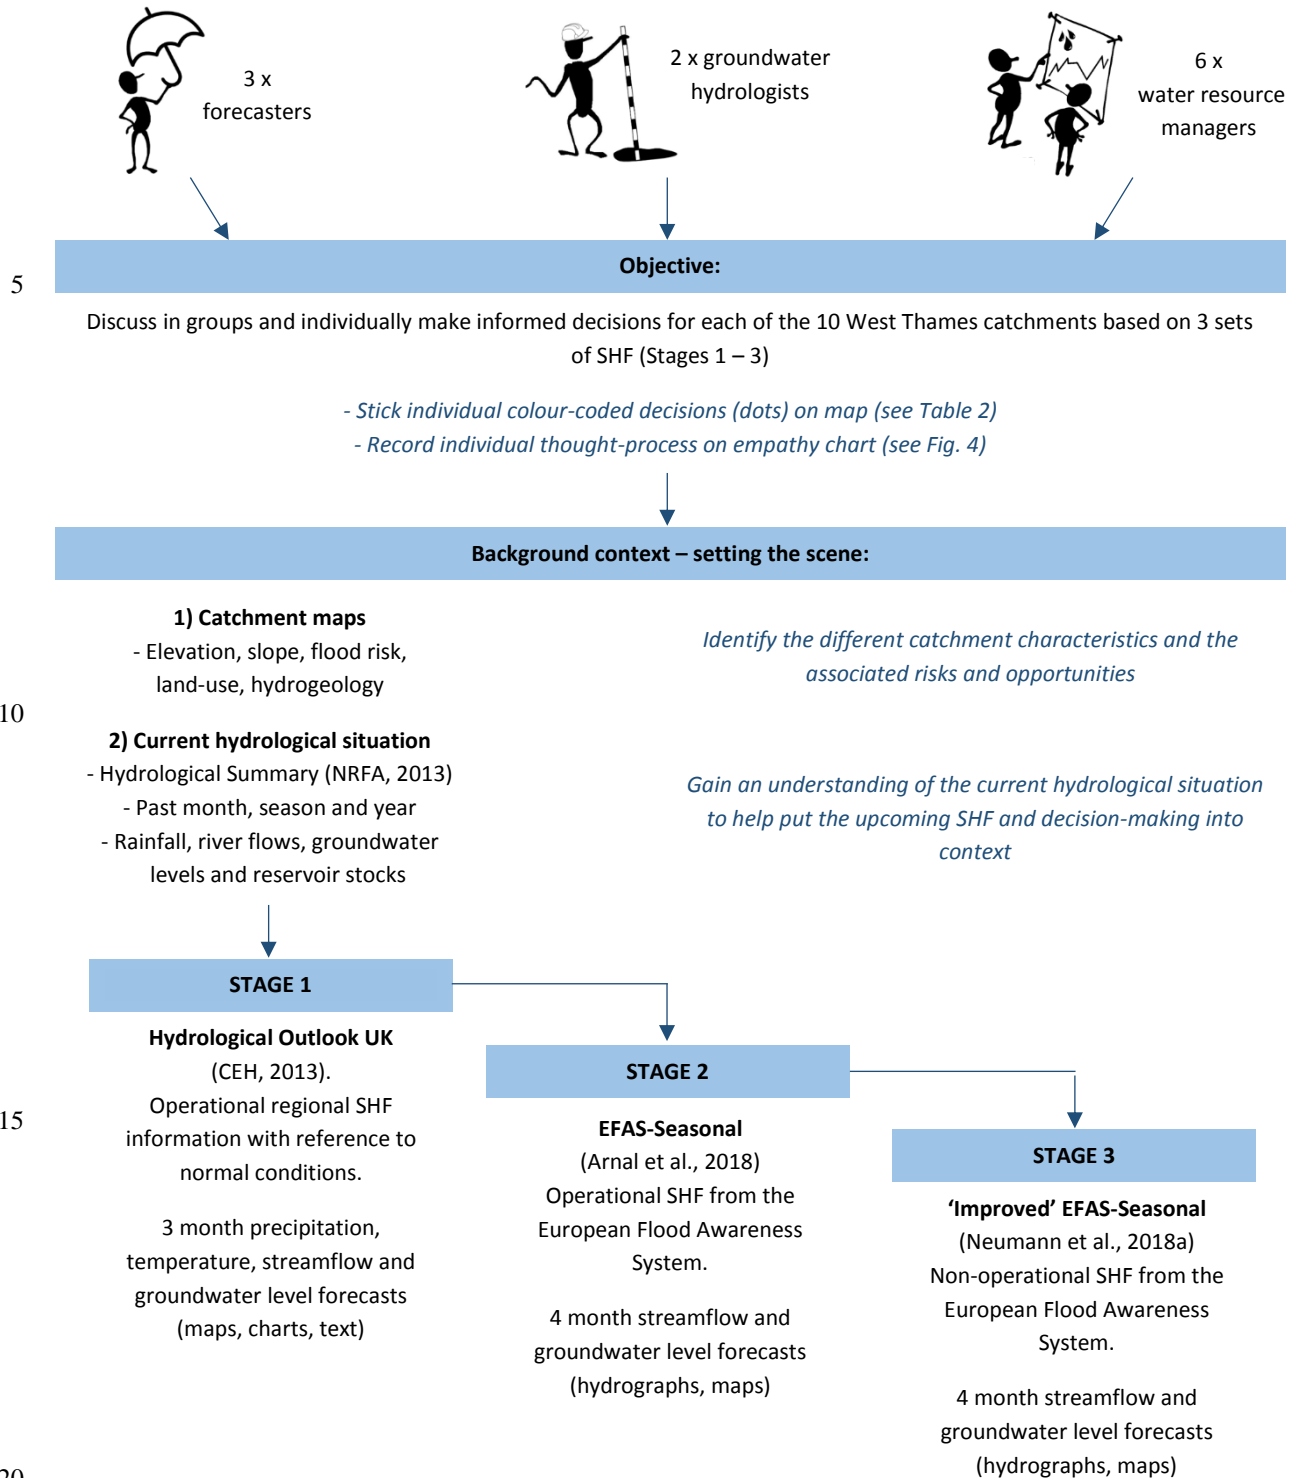 3 x
forecasters
2 x groundwater
hydrologists
6 x
water resource
managers
Objective:
5
Discuss in groups and individually make informed decisions for each of the 10 West Thames catchments based on 3 sets
of SHF (Stages 1 – 3)
- Stick individual colour-coded decisions (dots) on map (see Table 2)
- Record individual thought-process on empathy chart (see Fig. 4)
Background context – setting the scene:
1) Catchment maps
- Elevation, slope, flood risk,
land-use, hydrogeology
Identify the different catchment characteristics and the
associated risks and opportunities
10
2) Current hydrological situation
- Hydrological Summary (NRFA, 2013)
- Past month, season and year
- Rainfall, river flows, groundwater
levels and reservoir stocks
Gain an understanding of the current hydrological situation
to help put the upcoming SHF and decision-making into
context
STAGE 1
Hydrological Outlook UK
(CEH, 2013).
Operational regional SHF
information with reference to
normal conditions.
3 month precipitation,
temperature, streamflow and
groundwater level forecasts
(maps, charts, text)
15
STAGE 2
EFAS-Seasonal
(Arnal et al., 2018)
Operational SHF from the
European Flood Awareness
System.
4 month streamflow and
groundwater level forecasts
(hydrographs, maps)
STAGE 3
‘Improved’ EFAS-Seasonal
(Neumann et al., 2018a)
Non-operational SHF from the
European Flood Awareness
System.
4 month streamflow and
groundwater level forecasts
(hydrographs, maps)
20